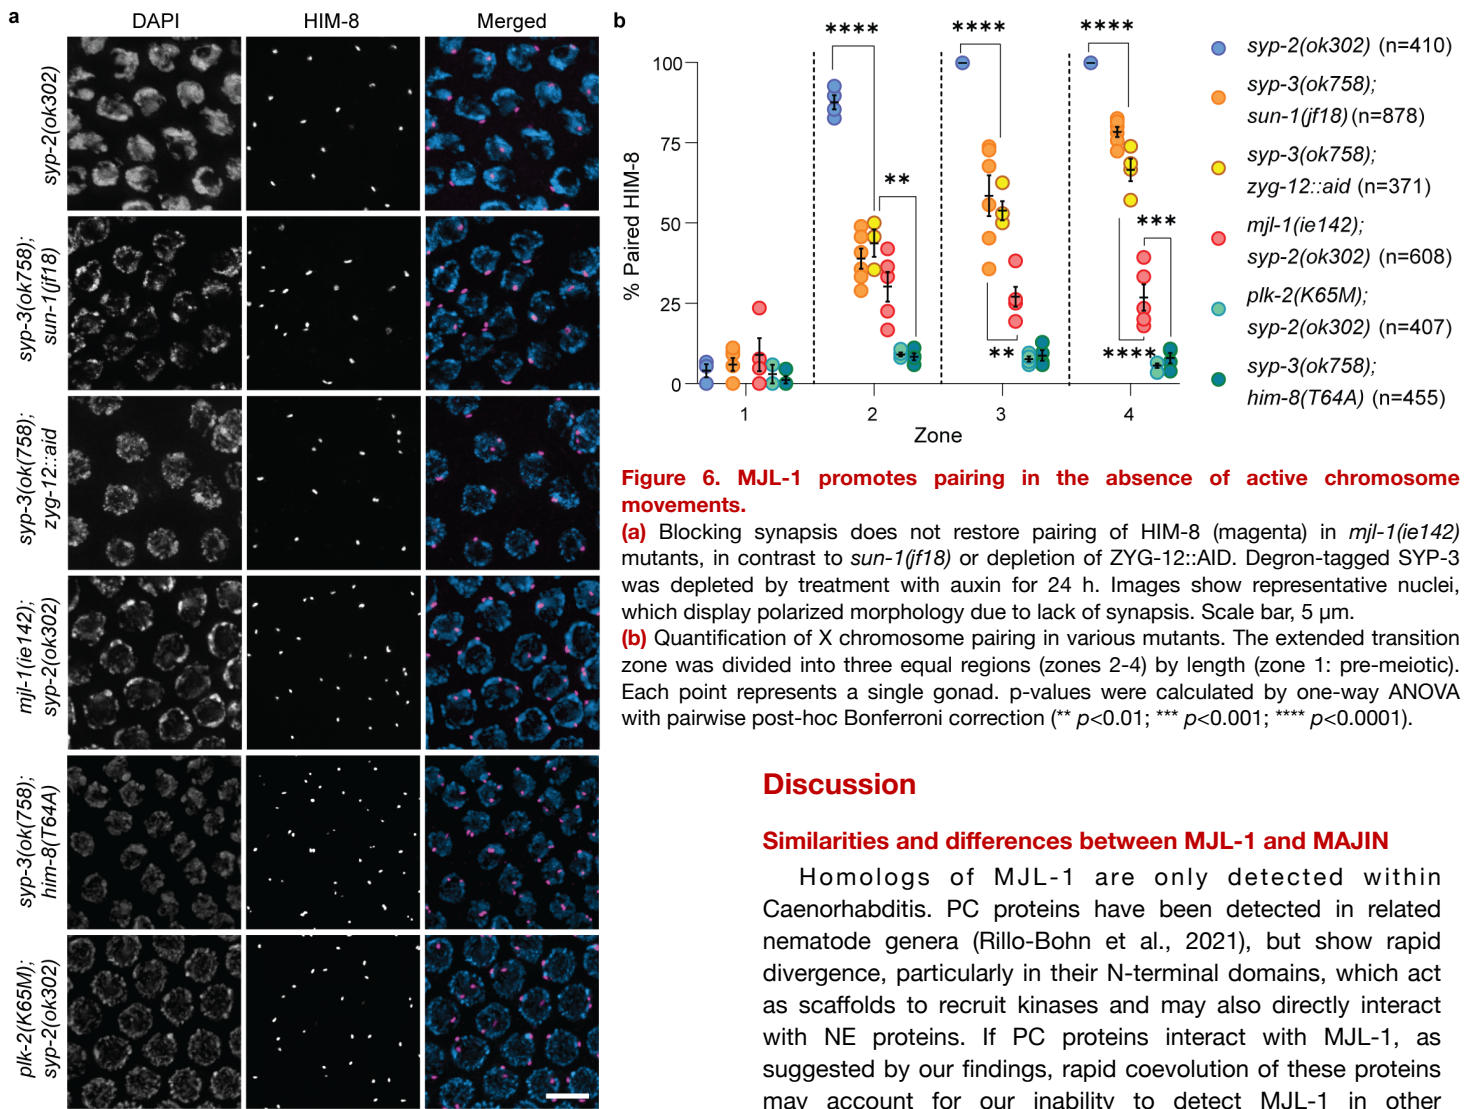 a
DAPI
HIM-8
Merged
syp-2(ok302)
syp-3(ok758);
sun-1(jf18)
syp-3(ok(758);
zyg-12::aid
mjl-1(ie142);
syp-2(ok302)
syp-3(ok(758);
him-8(T64A)
plk-2(K65M);
syp-2(ok302)
b
% Paired HIM-8
100
75
50
25
0
****
**
****
**
****
***
****
1
2
3
4
Zone
syp-2(ok302) (n=410)
syp-3(ok758);
sun-1(jf18)(n=878)
syp-3(ok758);
zyg-12::aid (n=371)
mjl-1(ie142);
syp-2(ok302) (n=608)
plk-2(K65M);
syp-2(ok302) (n=407)
syp-3(ok758);
him-8(T64A) (n=455)
Figure 6. MJL-1 promotes pairing in the absence of active chromosome
movements.
(a) Blocking synapsis does not restore pairing of HIM-8 (magenta) in mjl-1(ie142)
mutants, in contrast to sun-1(jf18) or depletion of ZYG-12::AID. Degron-tagged SYP-3
was depleted by treatment with auxin for 24 h. Images show representative nuclei,
which display polarized morphology due to lack of synapsis. Scale bar, 5 µm.
(b) Quantification of X chromosome pairing in various mutants. The extended transition
zone was divided into three equal regions (zones 2-4) by length (zone 1: pre-meiotic).
Each point represents a single gonad. p-values were calculated by one-way ANOVA
with pairwise post-hoc Bonferroni correction (** p<0.01; *** p<0.001; **** p<0.0001).
Discussion
Similarities and differences between MJL-1 and MAJIN
Homologs of MJL-1 are only detected within
Caenorhabditis. PC proteins have been detected in related
nematode genera (Rillo-Bohn et al., 2021), but show rapid
divergence, particularly in their N-terminal domains, which act
as scaffolds to recruit kinases and may also directly interact
with NE proteins. If PC proteins interact with MJL-1, as
suggested by our findings, rapid coevolution of these proteins
may account for our inability to detect MJL-1 in other